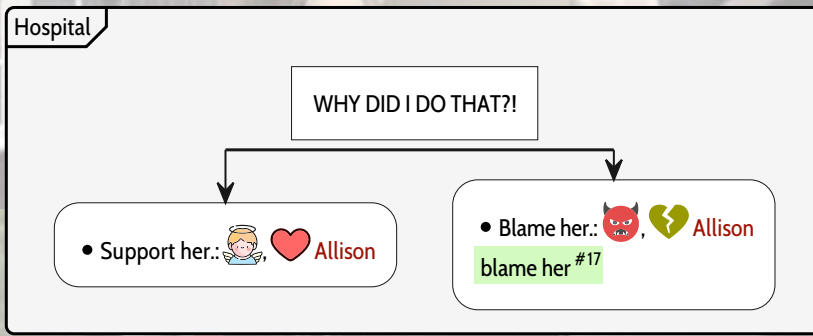 Hospital
WHY DID I DO THAT?!
• Support her.: , Allison
• Blame her.: , Allison
blame her #17